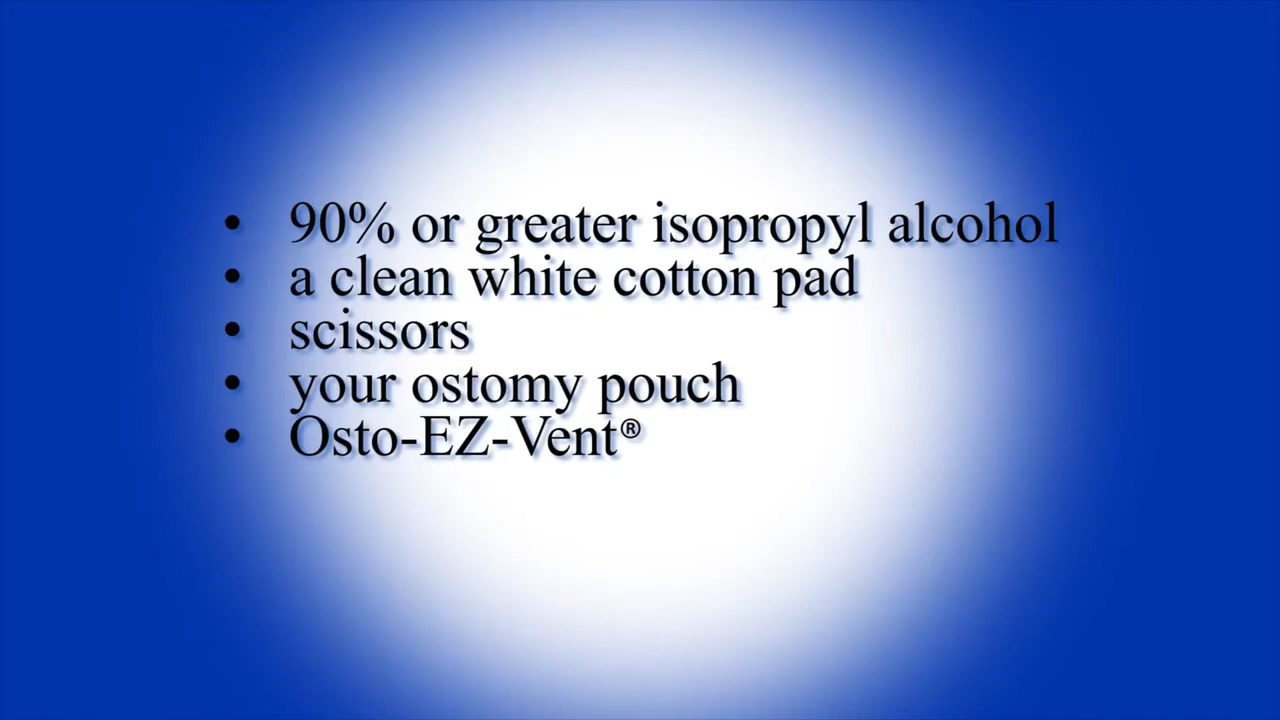 • 90% or greater isopropyl alcohol
• a clean white cotton pad
• scissors
• your ostomy pouch
• Osto-EZ-Vent®